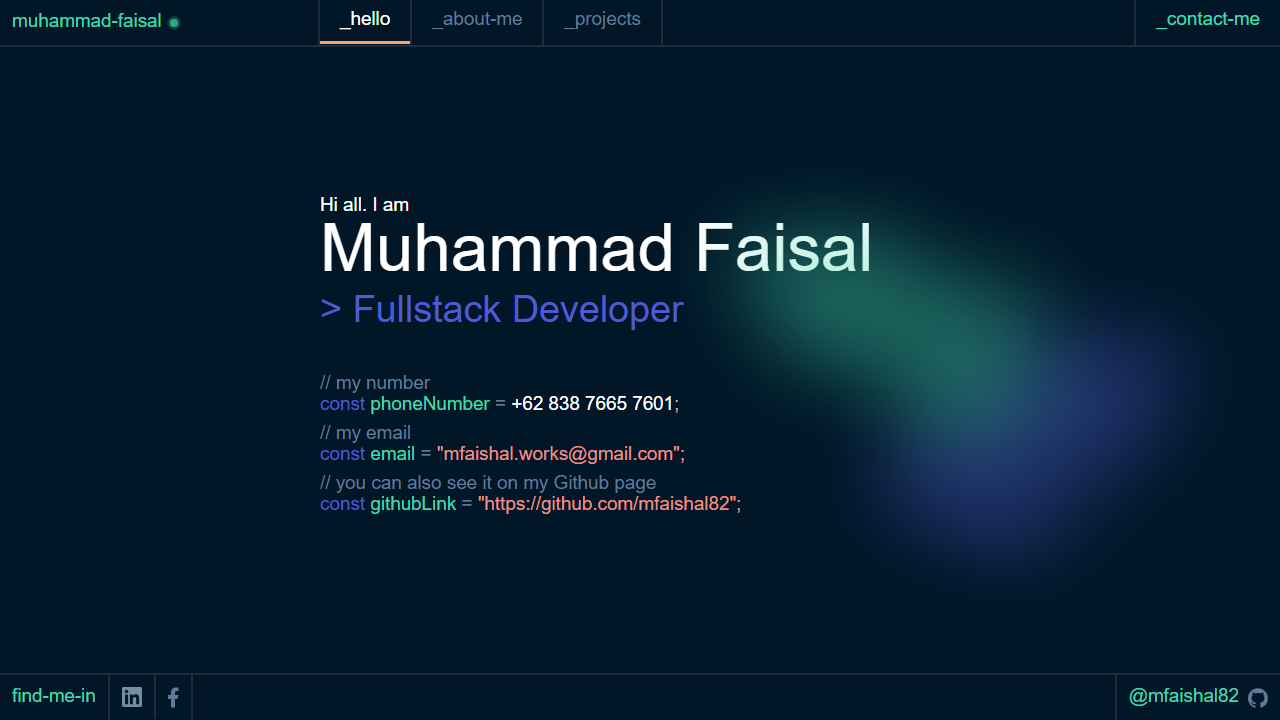 muhammad-faisal
_hello
_about-me
_projects
_contact-me
Hi all. I am
Muhammad Faisal
> Fullstack Developer
// my number
const phoneNumber = +62 838 7665 7601;
// my email
const email = "mfaishal.works@gmail.com";
// you can also see it on my Github page
const githubLink = "https://github.com/mfaishal82";
find-me-in
@mfaishal82